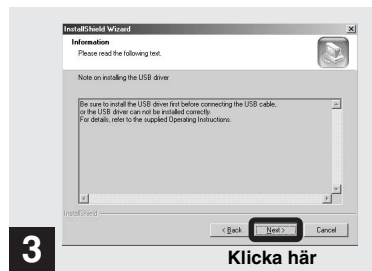 InstallShield Wizard
Information
Please read the following text.
Note on installing the USB driver
Be sure to install the USB driver first before connecting the USB cable,
or the USB driver can not be installed correctly.
For details, refer to the supplied Operating Instructions.
InstallShield
< Back Next > Cancel
3
Klicka här